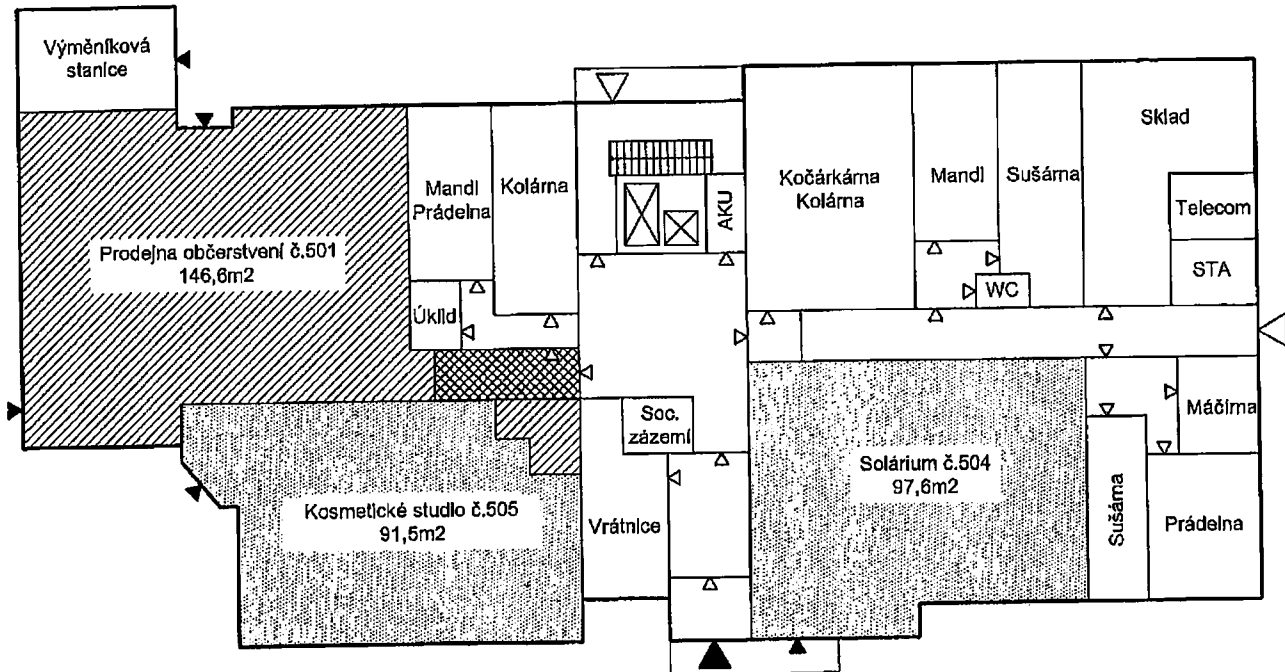 Výměníková
stanice
Prodejna občerstvení č.501
146,6m2
Mandl
Prádelna
Kolárna
Úklid
AKU
Kočárkárna
Kolárna
Mandl
Sušárna
Sklad
Telecom
STA
WC
Soc.
zázemí
Vrátnice
Kosmetické studio č.505
91,5m2
Solárium č.504
97,6m2
Máčírna
Sušárna
Prádelna